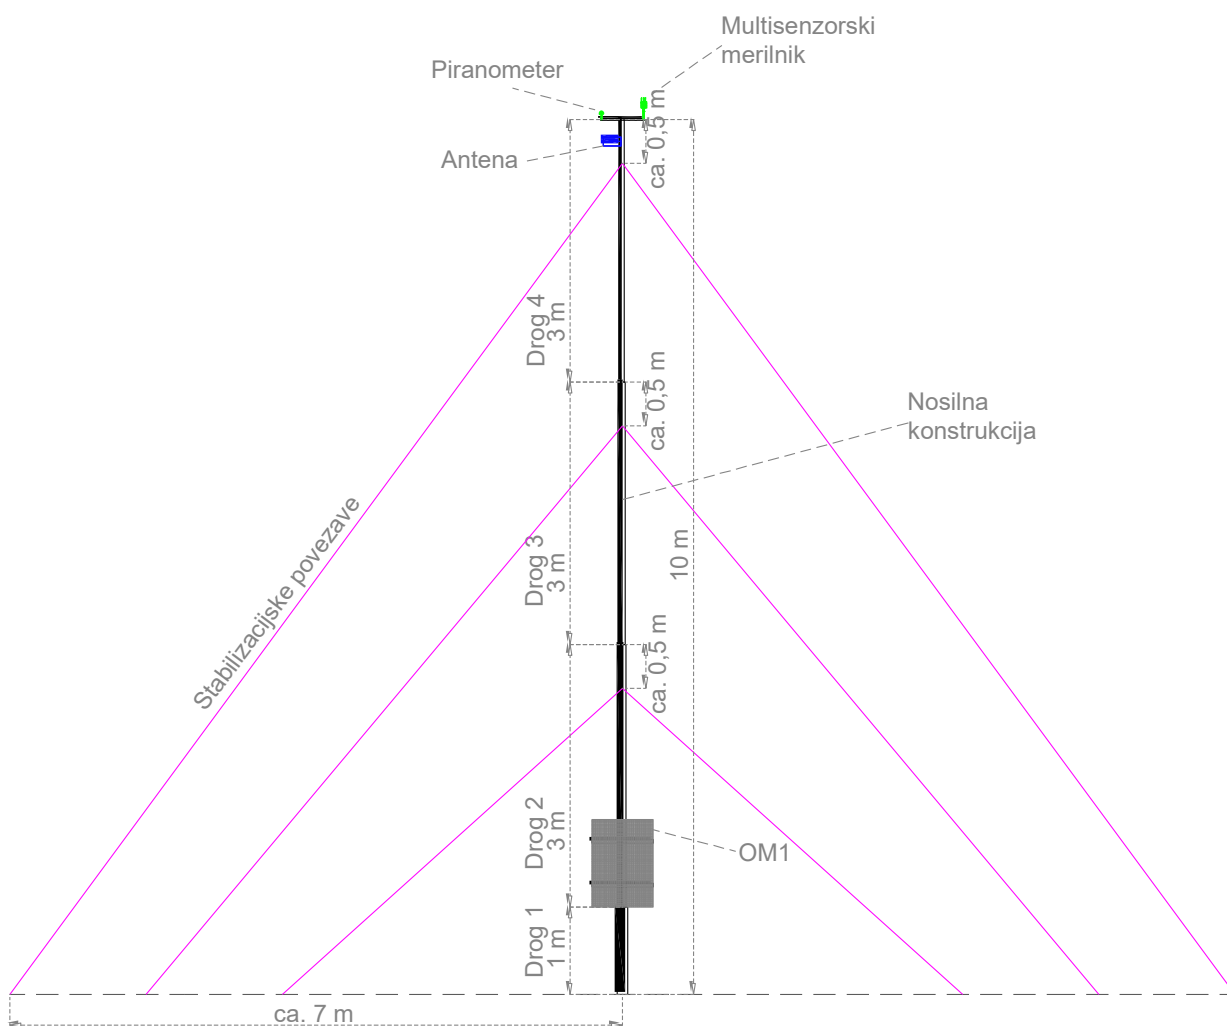 Multisenzorski
merilnik
Piranometer
ca. 0,5 m
Antena
Drog 4
3 m
ca. 0,5 m
Nosilna
konstrukcija
Stabilizacijske povezave
Drog 3
3 m
10 m
ca. 0,5 m
Drog 2
3 m
OM1
Drog 1
1 m
ca. 7 m